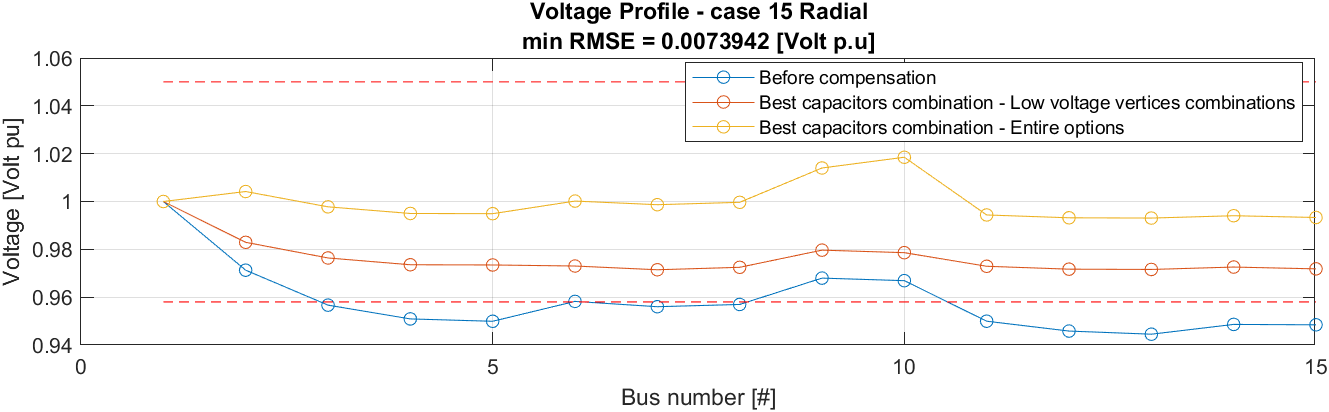 Voltage Profile - case 15 Radial
min RMSE = 0.0073942 [Volt p.u]
1.06
1.04
1.02
1
0.98
0.96
0.94
Voltage [Volt pu]
Before compensation
Best capacitors combination - Low voltage vertices combinations
Best capacitors combination - Entire options
0
5
10
15
Bus number [#]